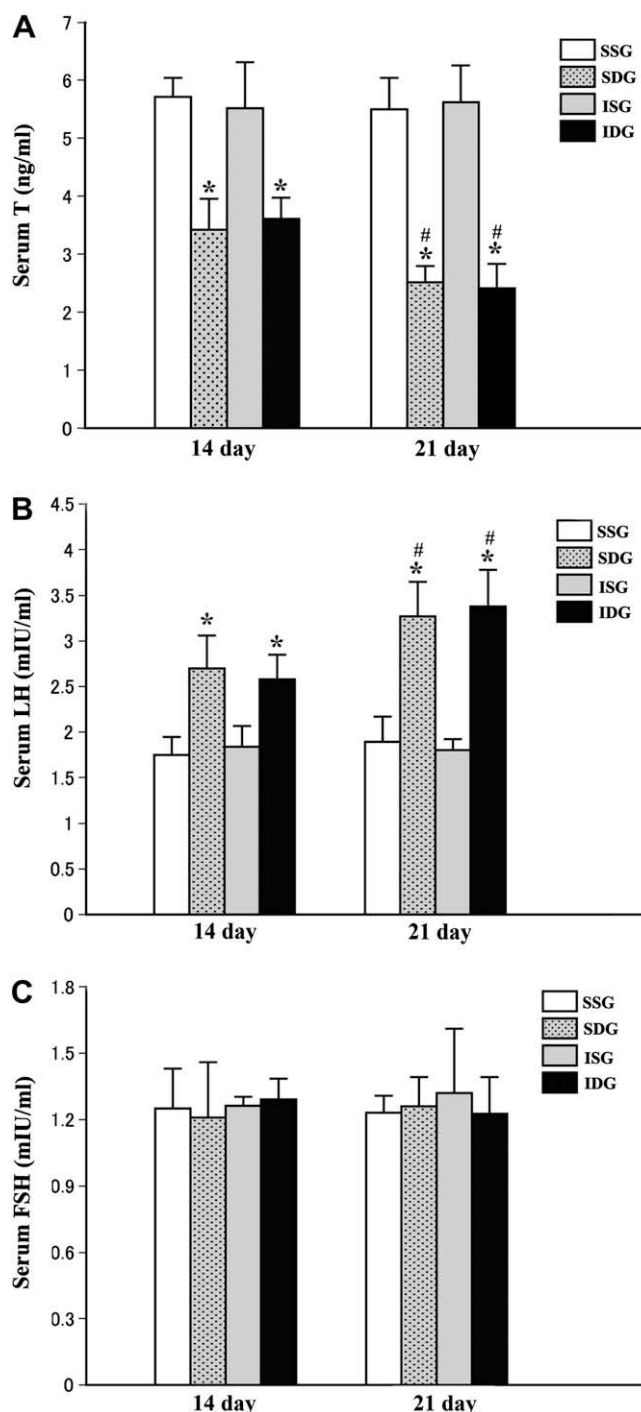 A
Serum T (ng/ml)
7
6
5
4
3
2
1
0
SSG
SDG
ISG
IDG
*
*
#
*
#
*
14 day
21 day
B
Serum LH (mIU/ml)
4.5
4
3.5
3
2.5
2
1.5
1
0.5
0
SSG
SDG
ISG
IDG
*
*
#
*
#
*
14 day
21 day
C
Serum FSH (mIU/ml)
1.8
1.5
1.2
0.9
0.6
0.3
0
SSG
SDG
ISG
IDG
14 day
21 day